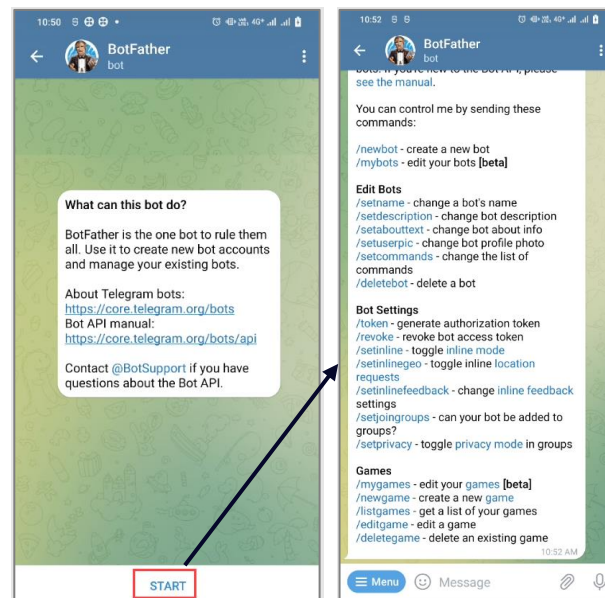 10:50
BotFather
bot
What can this bot do?
BotFather is the one bot to rule them
all. Use it to create new bot accounts
and manage your existing bots.
About Telegram bots:
https://core.telegram.org/bots
Bot API manual:
https://core.telegram.org/bots/api
Contact @BotSupport if you have
questions about the Bot API.
START
10:52
BotFather
bot
see the manual.
You can control me by sending these
commands:
/newbot - create a new bot
/mybots - edit your bots [beta]
Edit Bots
/setname - change a bot's name
/setdescription - change bot description
/setabouttext - change bot about info
/setuserpic - change bot profile photo
/setcommands - change the list of
commands
/deletebot - delete a bot
Bot Settings
/token - generate authorization token
/revoke - revoke bot access token
/setinline - toggle inline mode
/setinlinegeo - toggle inline location
requests
/setinlinefeedback - change inline feedback
settings
/setjoingroups - can your bot be added to
groups?
/setprivacy - toggle privacy mode in groups
Games
/mygames - edit your games [beta]
/newgame - create a new game
/listgames - get a list of your games
/editgame - edit a game
/deletegame - delete an existing game
10:52 AM
Menu
Message